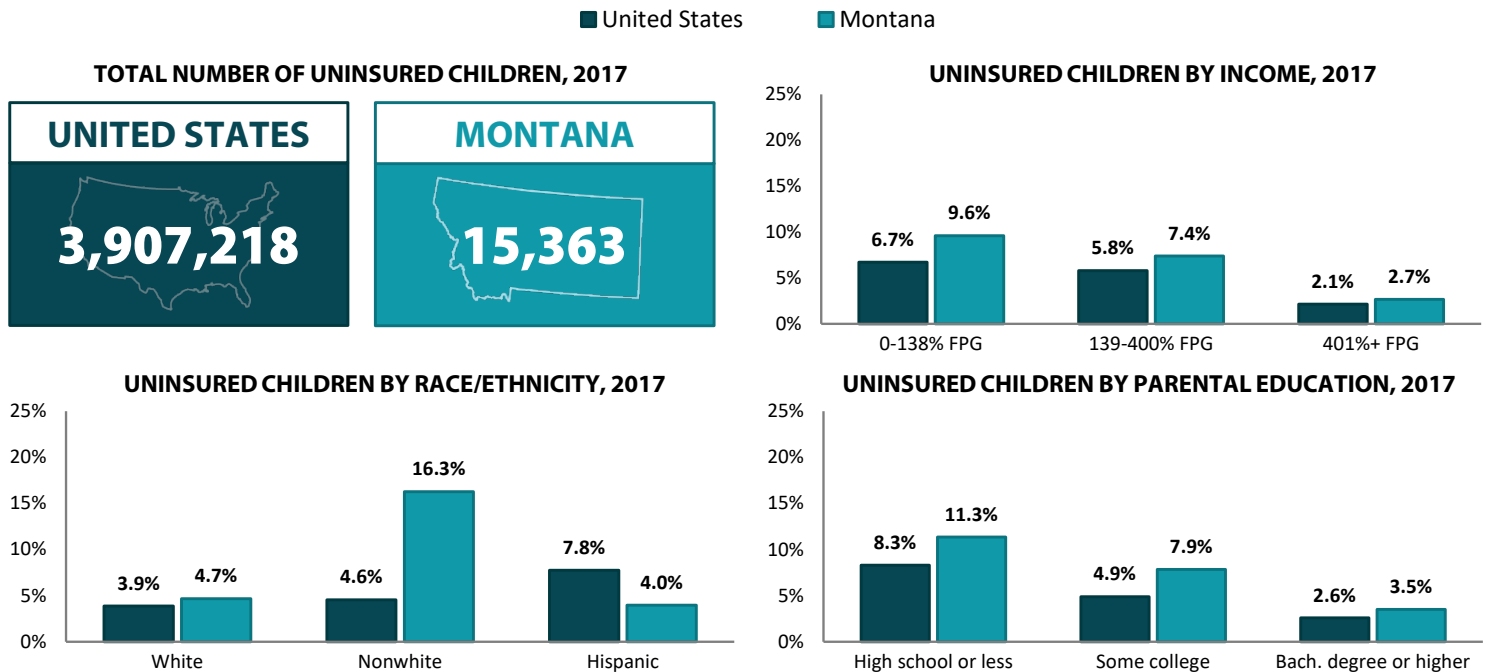 United States Montana
TOTAL NUMBER OF UNINSURED CHILDREN, 2017
UNITED STATES
3,907,218
MONTANA
15,363
UNINSURED CHILDREN BY INCOME, 2017
25%
20%
15%
10%
5%
0%
6.7% 9.6% 5.8% 7.4% 2.1% 2.7%
0-138% FPG 139-400% FPG 401%+ FPG
UNINSURED CHILDREN BY RACE/ETHNICITY, 2017
25%
20%
15%
10%
5%
0%
3.9% 4.7% 4.6% 16.3% 7.8% 4.0%
White Nonwhite Hispanic
UNINSURED CHILDREN BY PARENTAL EDUCATION, 2017
25%
20%
15%
10%
5%
0%
8.3% 11.3% 4.9% 7.9% 2.6% 3.5%
High school or less Some college Bach. degree or higher